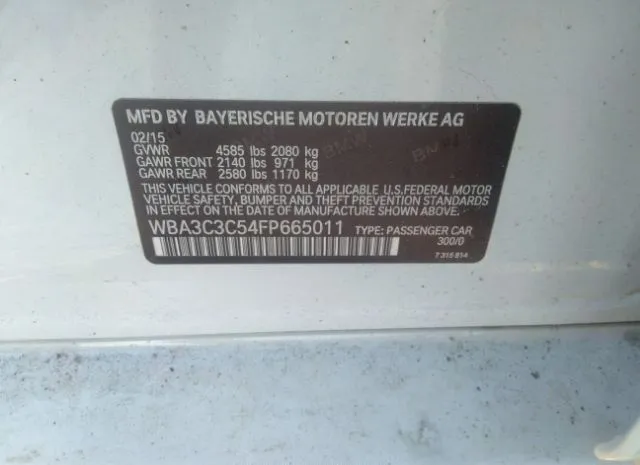 MFD BY BAYERISCHE MOTOREN WERKE AG
02/15
GVWR 4585 lbs 2080 kg
GAWR FRONT 2140 lbs 971 kg
GAWR REAR 2580 lbs 1170 kg
THIS VEHICLE CONFORMS TO ALL APPLICABLE U.S.FEDERAL MOTOR
VEHICLE SAFETY, BUMPER AND THEFT PREVENTION STANDARDS
IN EFFECT ON THE DATE OF MANUFACTURE SHOWN ABOVE.
WBA3C3C54FP665011 TYPE: PASSENGER CAR
300/0
7 315 814